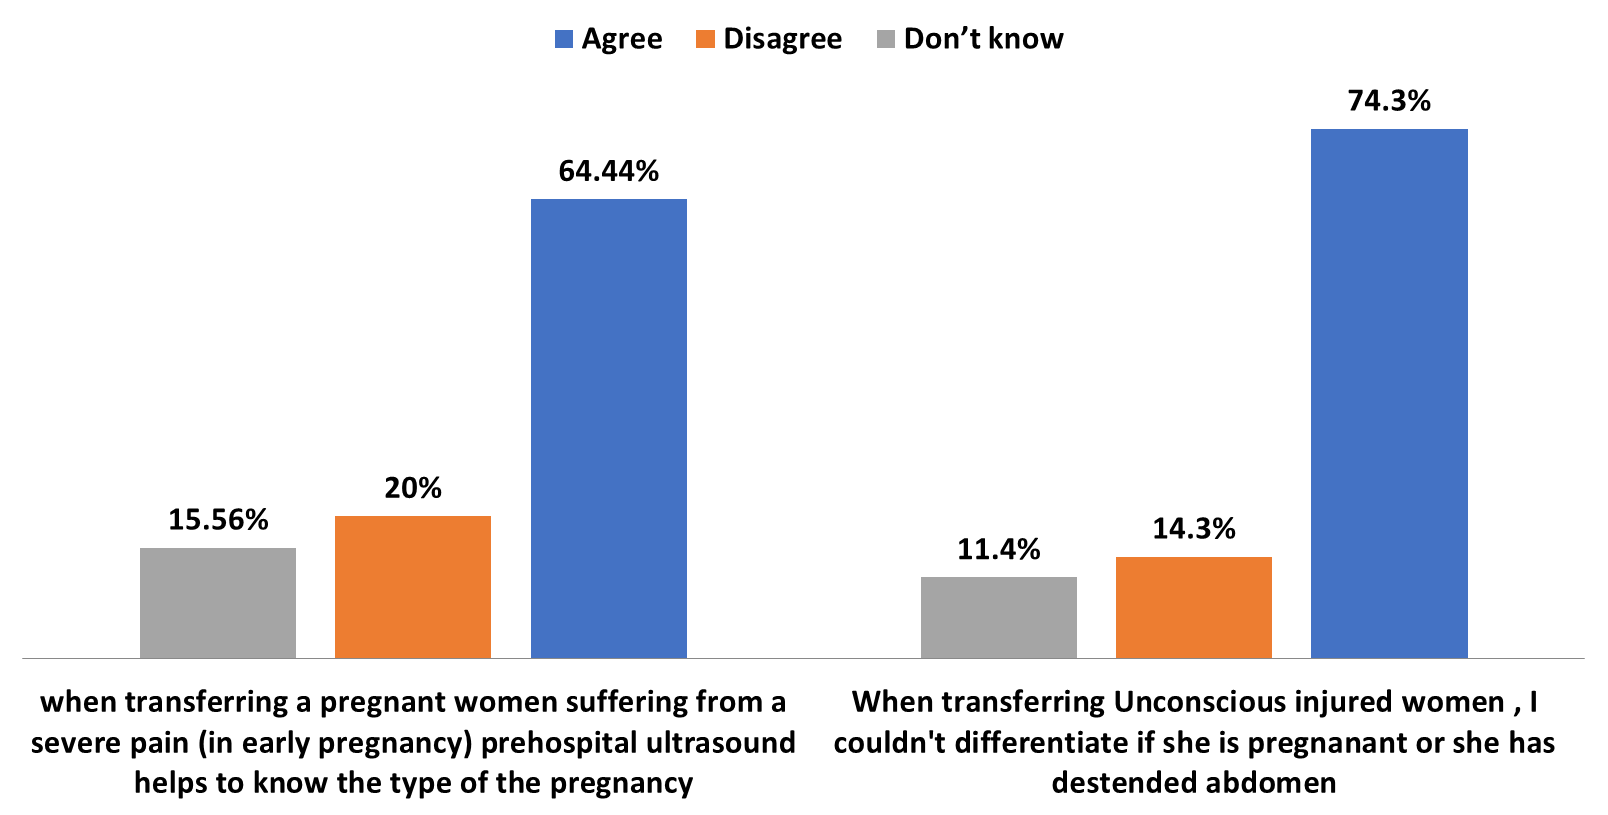 Agree Disagree Don’t know
74.3%
64.44%
20%
15.56%
14.3%
11.4%
when transferring a pregnant women suffering from a
severe pain (in early pregnancy) prehospital ultrasound
helps to know the type of the pregnancy
When transferring Unconscious injured women , I
couldn't differentiate if she is pregnanant or she has
destended abdomen